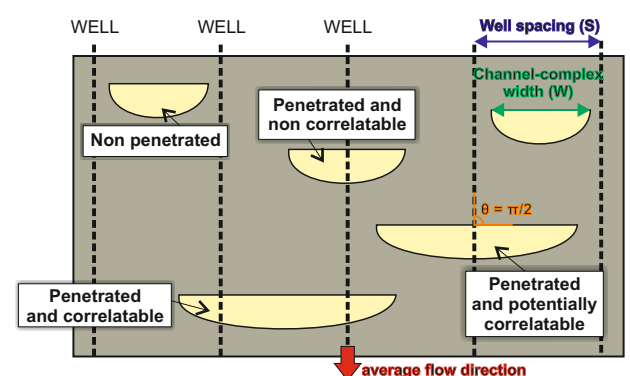 WELL
WELL
WELL
Well spacing (S)
Channel-complex
width (W)
Non penetrated
Penetrated and
non correlatable
θ = π/2
Penetrated
and correlatable
Penetrated
and potentially
correlatable
average flow direction